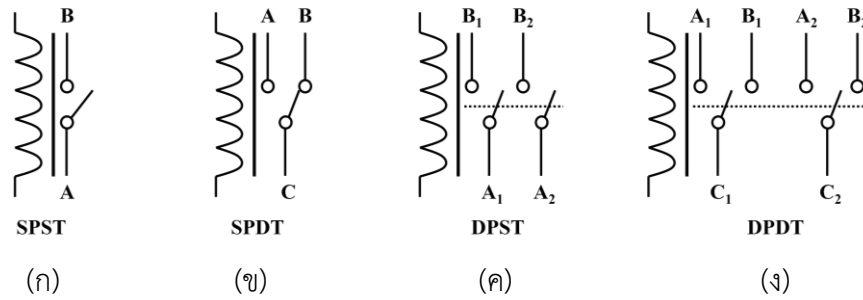 B A B B₁ B₂ A₁ B₁ A₂ B₂
A C A₁ A₂ C₁ C₂
SPST SPDT DPST DPDT
(ก) (ข) (ค) (ง)